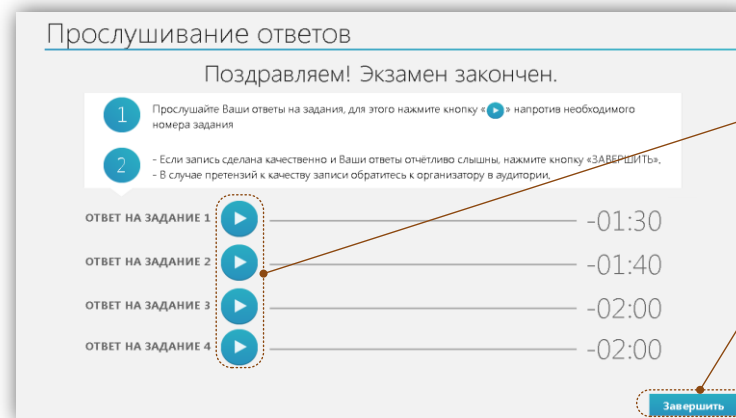 Прослушивание ответов
Поздравляем! Экзамен закончен.
1
Прослушайте Ваши ответы на задания, для этого нажмите кнопку « » напротив необходимого
номера задания
2
- Если запись сделана качественно и Ваши ответы отчётливо слышны, нажмите кнопку «ЗАВЕРШИТЬ»,
- В случае претензий к качеству записи обратитесь к организатору в аудитории,
ОТВЕТ НА ЗАДАНИЕ 1 -01:30
ОТВЕТ НА ЗАДАНИЕ 2 -01:40
ОТВЕТ НА ЗАДАНИЕ 3 -02:00
ОТВЕТ НА ЗАДАНИЕ 4 -02:00
Завершить